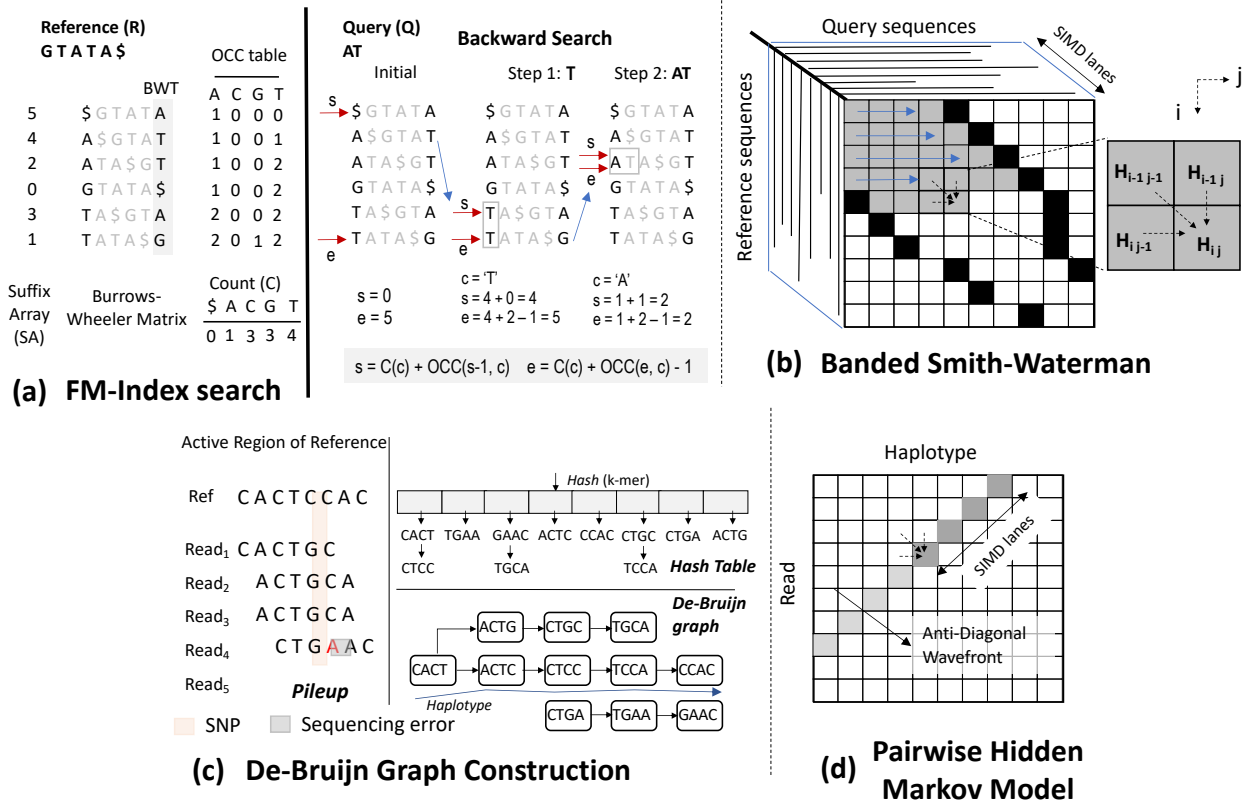 Reference (R)
G T A T A $
OCC table
BWT
A C G T
5 $ G T A T A 1 0 0 0
4 A $ G T A T 1 0 0 1
2 A T A $ G T 1 0 0 2
0 G T A T A $ 1 0 0 2
3 T A $ G T A 2 0 0 2
1 T A T A $ G 2 0 1 2
Suffix
Array
(SA)
Burrows-
Wheeler Matrix
Count (C)
$ A C G T
0 1 3 3 4
(a) FM-Index search
Query (Q)
AT
Backward Search
Initial
s
$ G T A T A
A $ G T A T
A T A $ G T
G T A T A $
T A $ G T A
T A T A $ G
e
s = 0
e = 5
Step 1: T
$ G T A T A
A $ G T A T
A T A $ G T
G T A T A $
s
T A $ G T A
T A T A $ G
e
c = 'T'
s = 4 + 0 = 4
e = 4 + 2 - 1 = 5
Step 2: AT
$ G T A T A
A $ G T A T
s
A T A $ G T
e
G T A T A $
T A $ G T A
T A T A $ G
c = 'A'
s = 1 + 1 = 2
e = 1 + 2 – 1 = 2
s = C(c) + OCC(s-1, c) e = C(c) + OCC(e, c) - 1
Query sequences
SIMD lanes
Reference sequences
j
i
Hi-1 j-1 Hi-1 j
Hi j-1 Hi j
(b) Banded Smith-Waterman
Active Region of Reference
Ref C A C T C C A C
Read1 C A C T G C
Read2 A C T G C A
Read3 A C T G C A
Read4 C T G A A C
Read5
Pileup
SNP
Sequencing error
Hash (k-mer)
CACT TGAA GAAC ACTC CCAC CTGC CTGA ACTG
CTCC TGCA TCCA
Hash Table
De-Bruijn
graph
ACTG CTGC TGCA
CACT ACTC CTCC TCCA CCAC
Haplotype
CTGA TGAA GAAC
(c) De-Bruijn Graph Construction
Haplotype
SIMD lanes
Read
Anti-Diagonal
Wavefront
(d) Pairwise Hidden
Markov Model